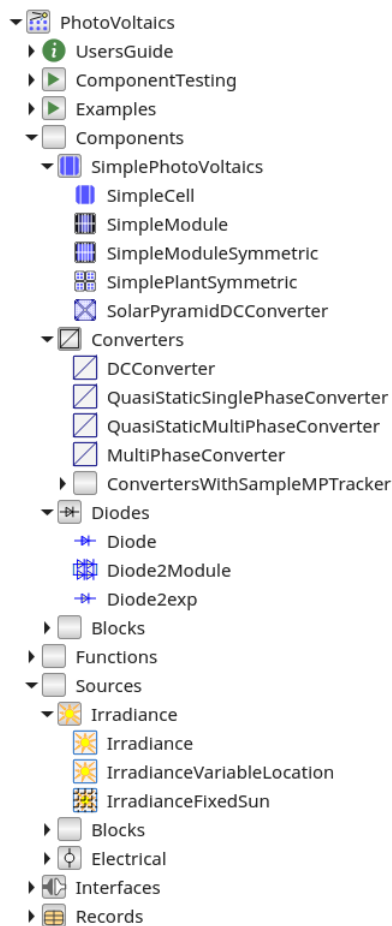 PhotoVoltaics
UsersGuide
ComponentTesting
Examples
Components
SimplePhotoVoltaics
SimpleCell
SimpleModule
SimpleModuleSymmetric
SimplePlantSymmetric
SolarPyramidDCConverter
Converters
DCConverter
QuasiStaticSinglePhaseConverter
QuasiStaticMultiPhaseConverter
MultiPhaseConverter
ConvertersWithSampleMPTracker
Diodes
Diode
Diode2Module
Diode2exp
Blocks
Functions
Sources
Irradiance
Irradiance
IrradianceVariableLocation
IrradianceFixedSun
Blocks
Electrical
Interfaces
Records